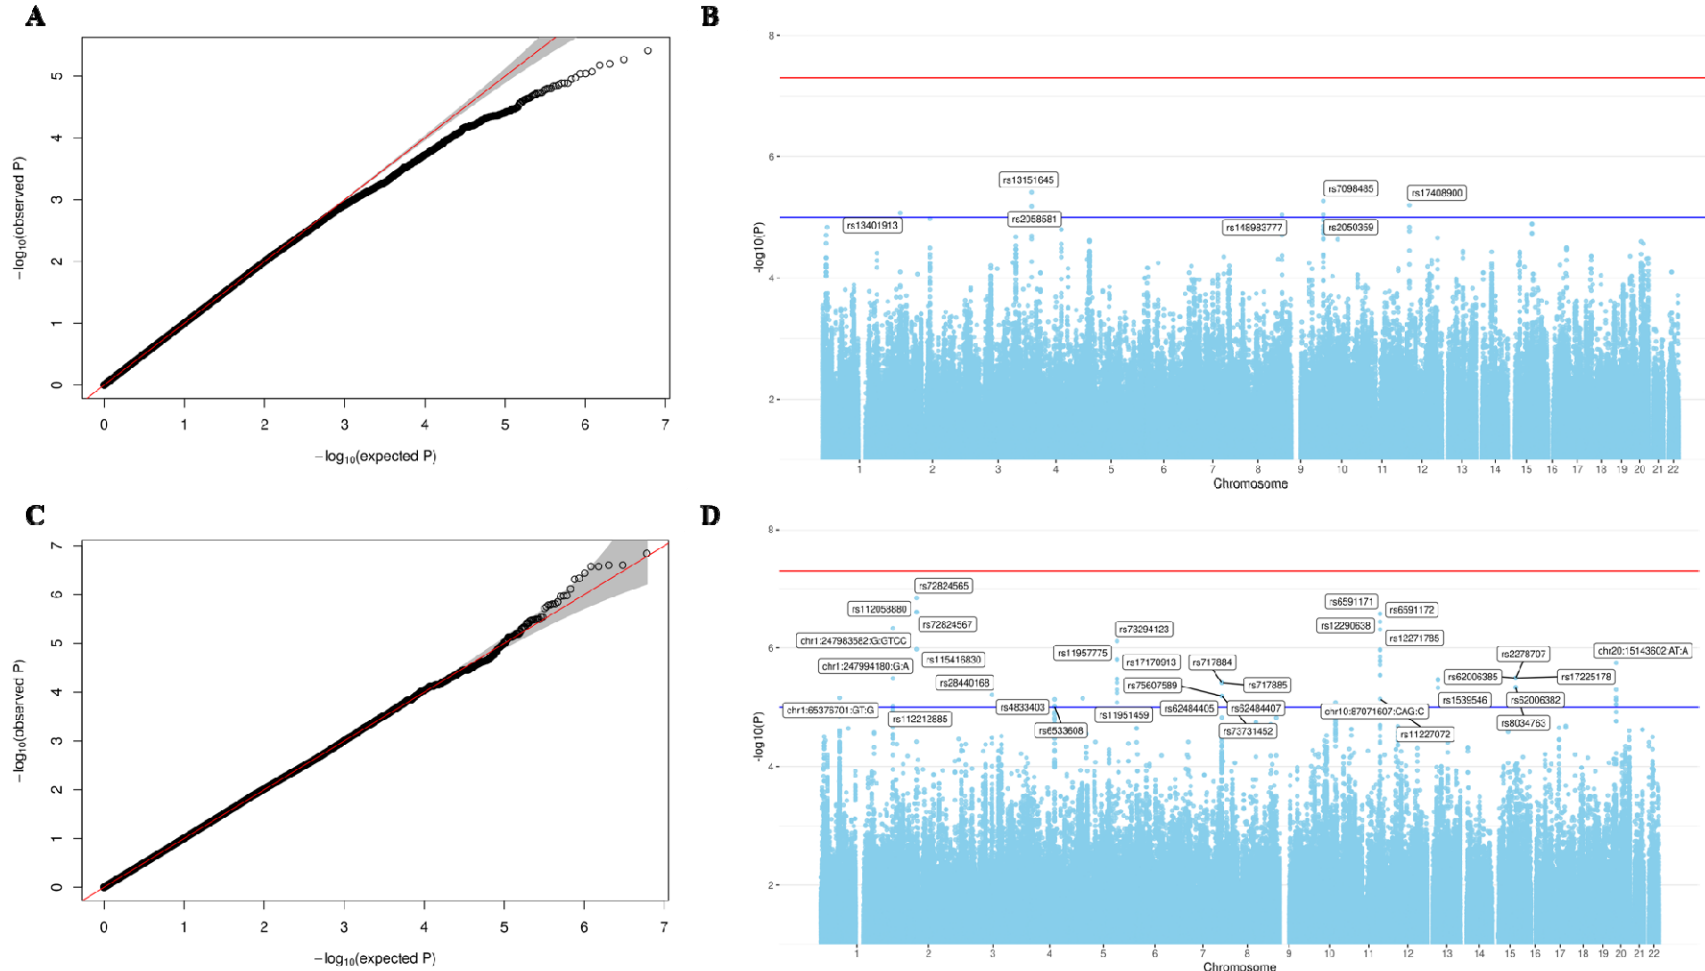 A
−log10(observed P)
5
4
3
2
1
0
0 1 2 3 4 5 6 7
−log10(expected P)
B
-log10(P)
8
6
4
2
rs13151645
rs7098485
rs17408900
rs13401913
rs2058581
rs148983777
rs2050359
1 2 3 4 5 6 7 8 9 10 11 12 13 14 15 16 17 18 19 20 21 22
Chromosome
C
−log10(observed P)
7
6
5
4
3
2
1
0
0 1 2 3 4 5 6 7
−log10(expected P)
D
-log10(P)
8
6
4
2
rs72824565
rs112058880
rs72824567
chr1:247983582:G:GTCC
chr1:247994180:G:A
rs115416830
rs28440168
chr1:65376701:GT:G
rs112212885
rs4833403
rs6533608
rs73294123
rs11957775
rs11951459
rs17170913
rs717884
rs75607589
rs717885
rs62484405
rs62484407
rs73731452
rs6591171
rs6591172
rs12290638
rs12271785
chr10:87071607:CAG:C
rs11227072
rs1539546
rs2278707
rs62006385
rs17225178
rs62006382
rs8034763
chr20:15143602:AT:A
1 2 3 4 5 6 7 8 9 10 11 12 13 14 15 16 17 18 19 20 21 22
Chromosome